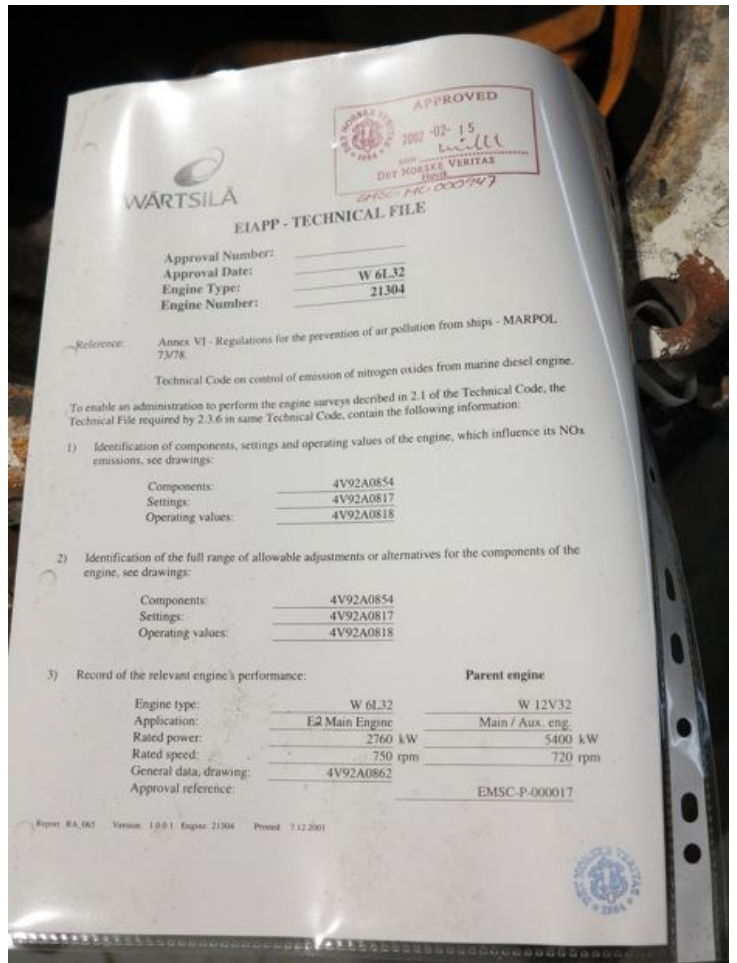 APPROVED
DET NORSKE VERITAS
1864
2002 -02- 15
DET NORSKE VERITAS
Høvik
EMSC-MC-000947
WÄRTSILÄ
EIAPP - TECHNICAL FILE
Approval Number:
Approval Date:
Engine Type: W 6L32
Engine Number: 21304
Reference: Annex VI - Regulations for the prevention of air pollution from ships - MARPOL
73/78.
Technical Code on control of emission of nitrogen oxides from marine diesel engine.
To enable an administration to perform the engine surveys decribed in 2.1 of the Technical Code, the
Technical File required by 2.3.6 in same Technical Code, contain the following information:
1) Identification of components, settings and operating values of the engine, which influence its NOx
emissions, see drawings:
Components: 4V92A0854
Settings: 4V92A0817
Operating values: 4V92A0818
2) Identification of the full range of allowable adjustments or alternatives for the components of the
engine, see drawings:
Components: 4V92A0854
Settings: 4V92A0817
Operating values: 4V92A0818
3) Record of the relevant engine's performance: Parent engine
Engine type: W 6L32 W 12V32
Application: E2 Main Engine Main / Aux. eng.
Rated power: 2760 kW 5400 kW
Rated speed: 750 rpm 720 rpm
General data, drawing: 4V92A0862
Approval reference: EMSC-P-000017
Report RA_065 Version 1.0.0.1 Engine 21304 Printed 7.12.2001
DET NORSKE VERITAS
1864